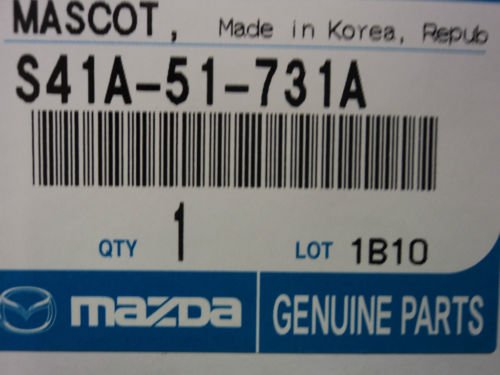 MASCOT, Made in Korea, Repub
S41A-51-731A
QTY 1 LOT 1B10
mazda GENUINE PARTS